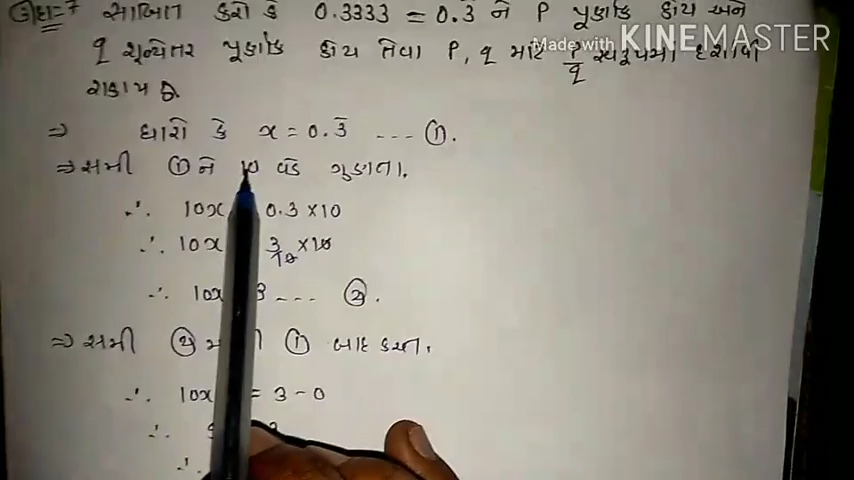 ઉદા-7 સાબિત કરો કે 0.3333 = 0.3̄ ને P પૂર્ણાંક હોય અને
q શૂન્યેતર પૂર્ણાંક હોય તેવા P, q માટે P/q સ્વરૂપમાં દર્શાવી
શકાય છે.
Made with KINEMASTER
⇒ ધારો કે x = 0.3̄ --- ①.
⇒ સમી ① ને 10 વડે ગુણતા.
∴ 10x 0.3 × 10
∴ 10x 3/10 × 10
∴ 10x 3 --- ②.
⇒ સમી ② ① બાદ કરતા.
∴ 10x = 3 - 0
∴
∴